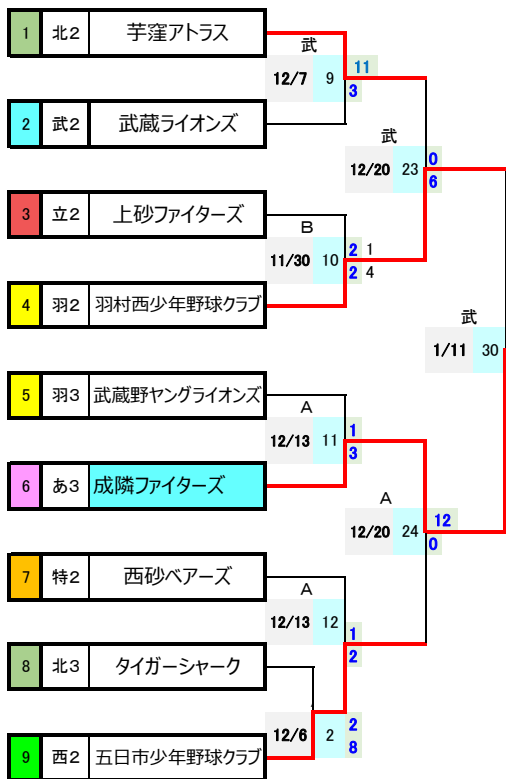 1 北2 芋窪アトラス
武
12/7 9 11
3
2 武2 武蔵ライオンズ
武
12/20 23 0
6
3 立2 上砂ファイターズ
B
11/30 10 2 1
2 4
4 羽2 羽村西少年野球クラブ
武
1/11 30
5 羽3 武蔵野ヤングライオンズ
A
12/13 11 1
3
6 あ3 成隣ファイターズ
A
12/20 24 12
0
7 特2 西砂ベアーズ
A
12/13 12 1
2
8 北3 タイガーシャーク
12/6 2 2
8
9 西2 五日市少年野球クラブ